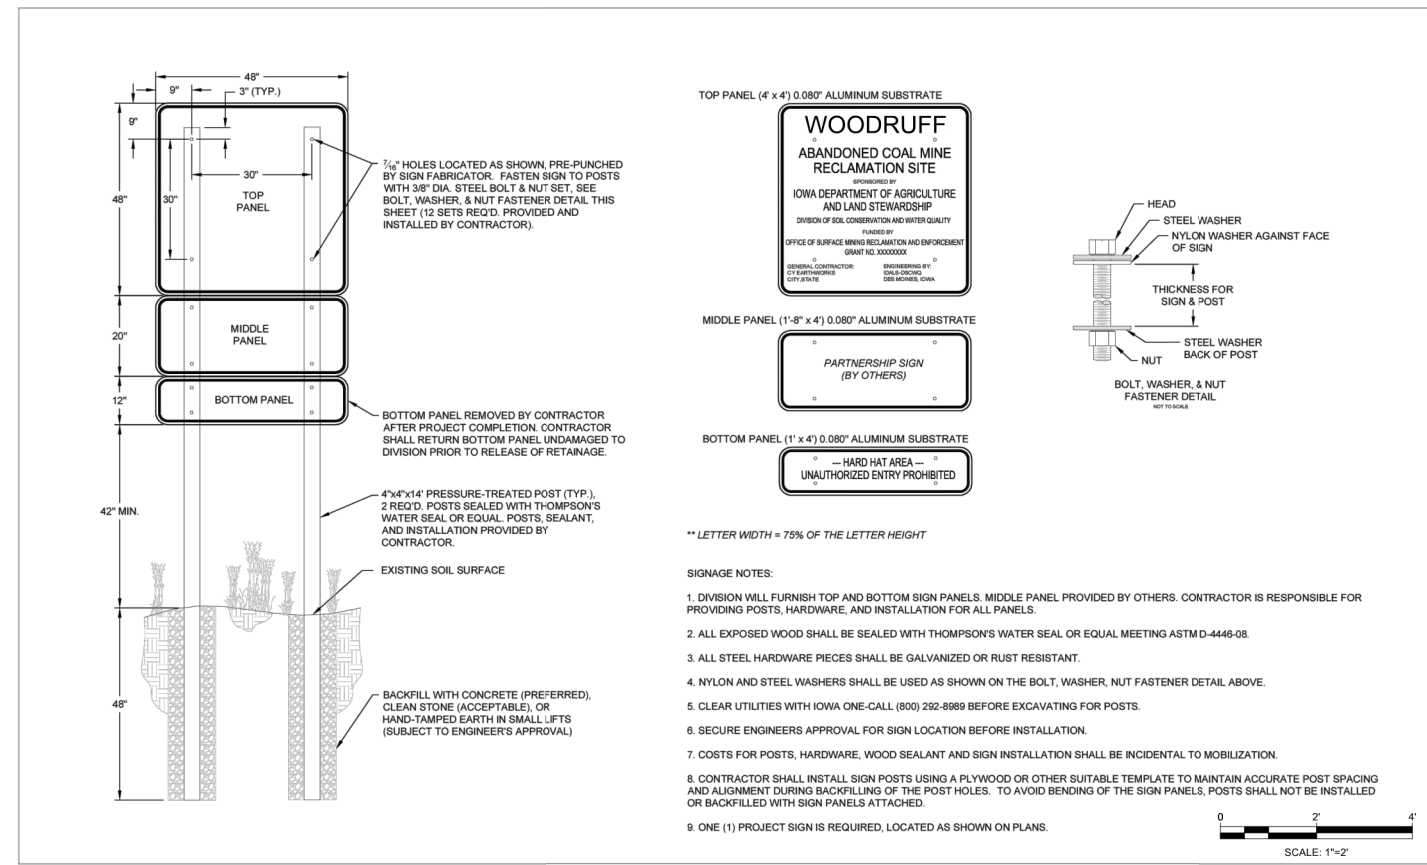 48"
9"
3" (TYP.)
9"
48"
30"
30"
TOP
PANEL
7/16" HOLES LOCATED AS SHOWN, PRE-PUNCHED
BY SIGN FABRICATOR. FASTEN SIGN TO POSTS
WITH 3/8" DIA. STEEL BOLT & NUT SET, SEE
BOLT, WASHER, & NUT FASTENER DETAIL THIS
SHEET (12 SETS REQ'D. PROVIDED AND
INSTALLED BY CONTRACTOR).
20"
MIDDLE
PANEL
12"
BOTTOM PANEL
BOTTOM PANEL REMOVED BY CONTRACTOR
AFTER PROJECT COMPLETION. CONTRACTOR
SHALL RETURN BOTTOM PANEL UNDAMAGED TO
DIVISION PRIOR TO RELEASE OF RETAINAGE.
42" MIN.
4"x4"x14' PRESSURE-TREATED POST (TYP.),
2 REQ'D. POSTS SEALED WITH THOMPSON'S
WATER SEAL OR EQUAL. POSTS, SEALANT,
AND INSTALLATION PROVIDED BY
CONTRACTOR.
EXISTING SOIL SURFACE
48"
BACKFILL WITH CONCRETE (PREFERRED),
CLEAN STONE (ACCEPTABLE), OR
HAND-TAMPED EARTH IN SMALL LIFTS
(SUBJECT TO ENGINEER'S APPROVAL)
TOP PANEL (4' x 4') 0.080" ALUMINUM SUBSTRATE
WOODRUFF
ABANDONED COAL MINE
RECLAMATION SITE
SPONSORED BY
IOWA DEPARTMENT OF AGRICULTURE
AND LAND STEWARDSHIP
DIVISION OF SOIL CONSERVATION AND WATER QUALITY
FUNDED BY
OFFICE OF SURFACE MINING RECLAMATION AND ENFORCEMENT
GRANT NO. XXXXXXXX
GENERAL CONTRACTOR:
CY EARTHWORKS
CITY,STATE
ENGINEERING BY:
IDALS-DSCWQ
DES MOINES, IOWA
MIDDLE PANEL (1'-8" x 4') 0.080" ALUMINUM SUBSTRATE
PARTNERSHIP SIGN
(BY OTHERS)
BOTTOM PANEL (1' x 4') 0.080" ALUMINUM SUBSTRATE
--- HARD HAT AREA ---
UNAUTHORIZED ENTRY PROHIBITED
HEAD
STEEL WASHER
NYLON WASHER AGAINST FACE
OF SIGN
THICKNESS FOR
SIGN & POST
STEEL WASHER
BACK OF POST
NUT
BOLT, WASHER, & NUT
FASTENER DETAIL
NOT TO SCALE
** LETTER WIDTH = 75% OF THE LETTER HEIGHT
SIGNAGE NOTES:
1. DIVISION WILL FURNISH TOP AND BOTTOM SIGN PANELS. MIDDLE PANEL PROVIDED BY OTHERS. CONTRACTOR IS RESPONSIBLE FOR
PROVIDING POSTS, HARDWARE, AND INSTALLATION FOR ALL PANELS.
2. ALL EXPOSED WOOD SHALL BE SEALED WITH THOMPSON'S WATER SEAL OR EQUAL MEETING ASTM D-4446-08.
3. ALL STEEL HARDWARE PIECES SHALL BE GALVANIZED OR RUST RESISTANT.
4. NYLON AND STEEL WASHERS SHALL BE USED AS SHOWN ON THE BOLT, WASHER, NUT FASTENER DETAIL ABOVE.
5. CLEAR UTILITIES WITH IOWA ONE-CALL (800) 292-8989 BEFORE EXCAVATING FOR POSTS.
6. SECURE ENGINEERS APPROVAL FOR SIGN LOCATION BEFORE INSTALLATION.
7. COSTS FOR POSTS, HARDWARE, WOOD SEALANT AND SIGN INSTALLATION SHALL BE INCIDENTAL TO MOBILIZATION.
8. CONTRACTOR SHALL INSTALL SIGN POSTS USING A PLYWOOD OR OTHER SUITABLE TEMPLATE TO MAINTAIN ACCURATE POST SPACING
AND ALIGNMENT DURING BACKFILLING OF THE POST HOLES. TO AVOID BENDING OF THE SIGN PANELS, POSTS SHALL NOT BE INSTALLED
OR BACKFILLED WITH SIGN PANELS ATTACHED.
9. ONE (1) PROJECT SIGN IS REQUIRED, LOCATED AS SHOWN ON PLANS.
0 2' 4'
SCALE: 1"=2'